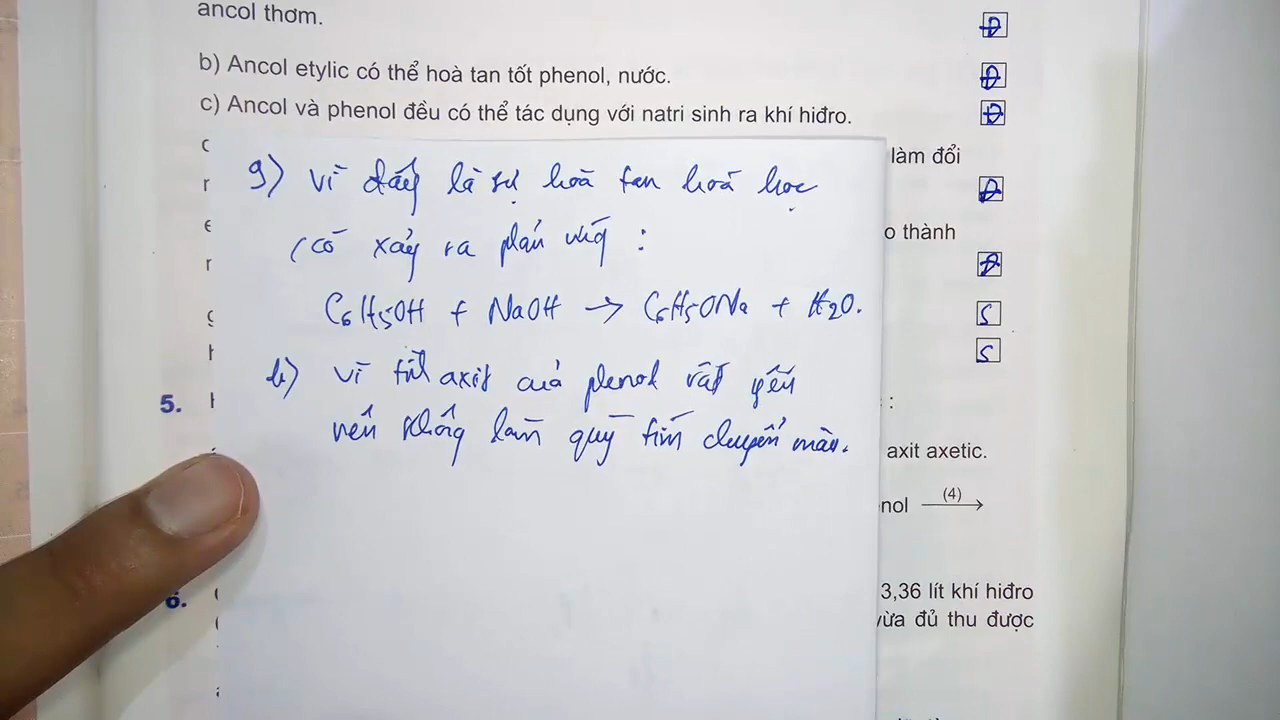 ancol thơm.
Đ
b) Ancol etylic có thể hoà tan tốt phenol, nước.
Đ
c) Ancol và phenol đều có thể tác dụng với natri sinh ra khí hiđro.
Đ
làm đổi
Đ
o thành
Đ
S
S
g) Vì đấy là sự hoà tan hoá học
(có xảy ra phản ứng :
C6H5OH + NaOH → C6H5ONa + H2O.
h) Vì tính axit của phenol rất yếu
nên không làm quỳ tím chuyển màu.
5.
:
axit axetic.
nol (4)→
6.
3,36 lít khí hiđro
vừa đủ thu được